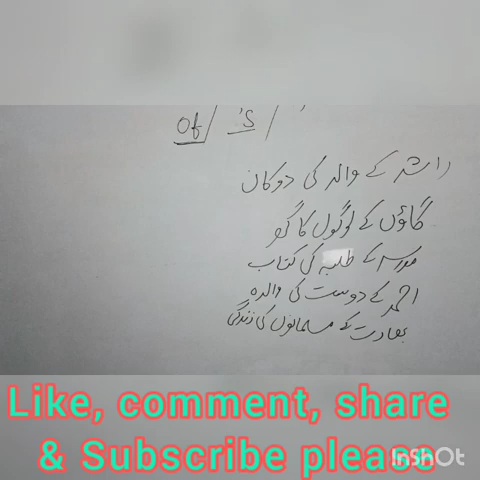 of / 's / '
راشد کے والد کی دوکان
گاؤں کے لوگوں کا گھر
مدرسہ کے طلبہ کی کتاب
احمد کے دوست کی والدہ
بھارت کے مسلمانوں کی زندگی
Like, comment, share
& Subscribe please
InShOt